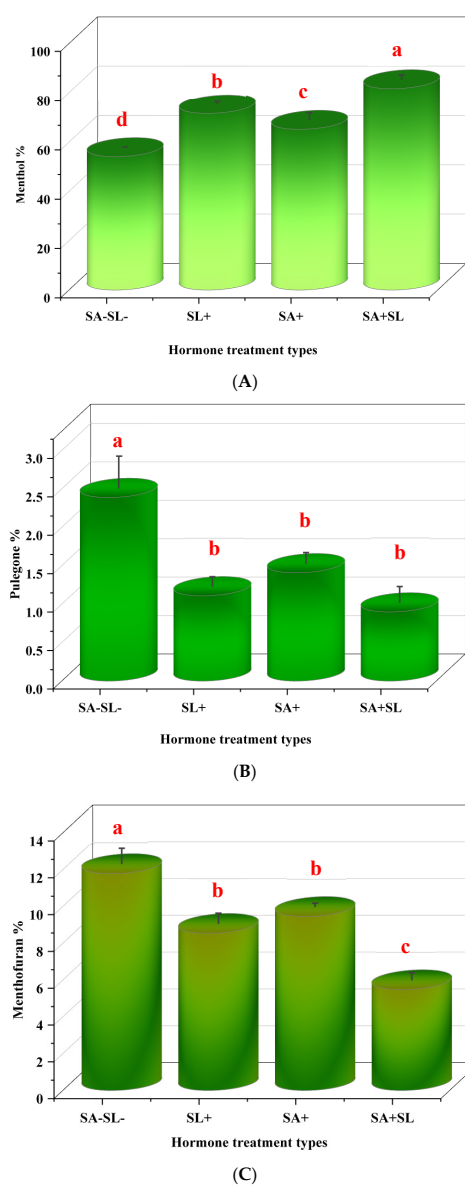 a
b
c
d
100
80
60
40
20
0
Menthol %
SA-SL-
SL+
SA+
SA+SL
Hormone treatment types
(A)
a
b
b
b
3.0
2.5
2.0
1.5
1.0
0.5
0.0
Pulegone %
SA-SL-
SL+
SA+
SA+SL
Hormone treatment types
(B)
a
b
b
c
14
12
10
8
6
4
2
0
Menthofuran %
SA-SL-
SL+
SA+
SA+SL
Hormone treatment types
(C)